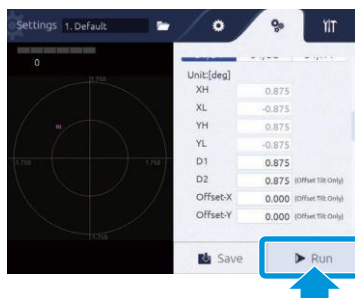 Settings 1. Default
0
1.750
1.750 1.750
1.750
Unit:[deg]
XH 0.875
XL -0.875
YH 0.875
YL -0.875
D1 0.875
D2 0.875 (Offset Tilt Only)
Offset-X 0.000 (Offset Tilt Only)
Offset-Y 0.000 (Offset Tilt Only)
Save Run